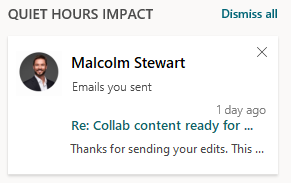 QUIET HOURS IMPACT Dismiss all
Malcolm Stewart
Emails you sent
1 day ago
Re: Collab content ready for ...
Thanks for sending your edits. This ...